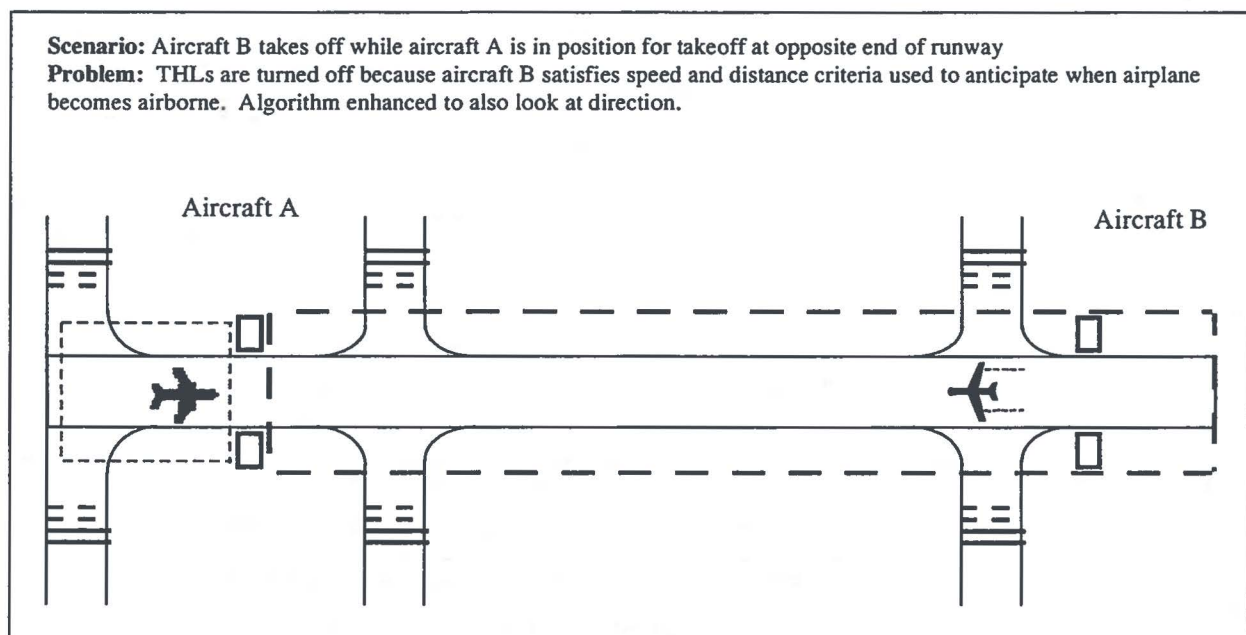 Scenario: Aircraft B takes off while aircraft A is in position for takeoff at opposite end of runway
Problem: THLs are turned off because aircraft B satisfies speed and distance criteria used to anticipate when airplane
becomes airborne. Algorithm enhanced to also look at direction.
Aircraft A
Aircraft B